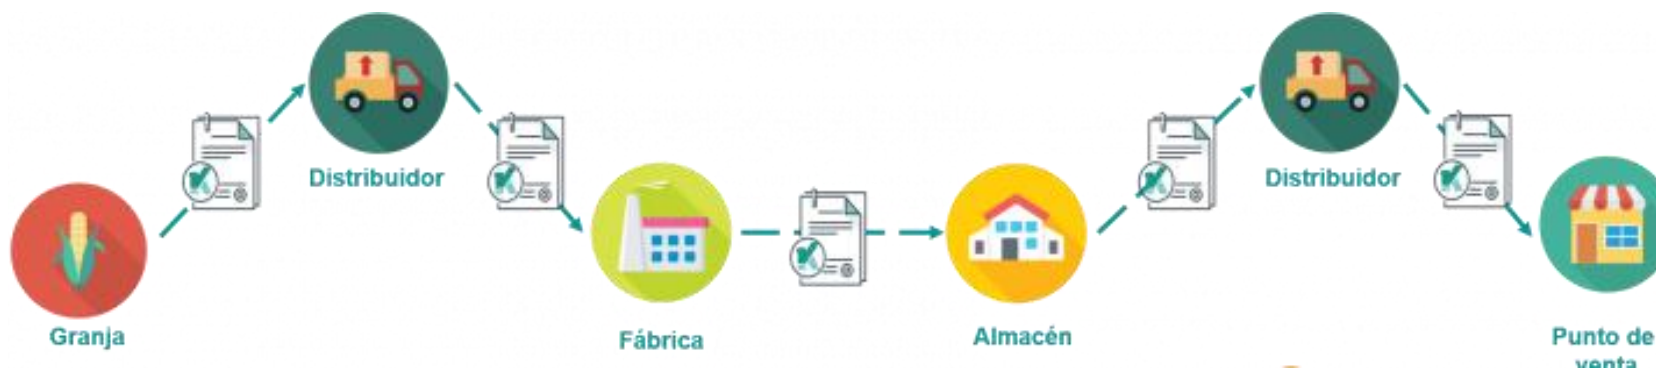 Granja
Distribuidor
Fábrica
Almacén
Distribuidor
Punto de
venta